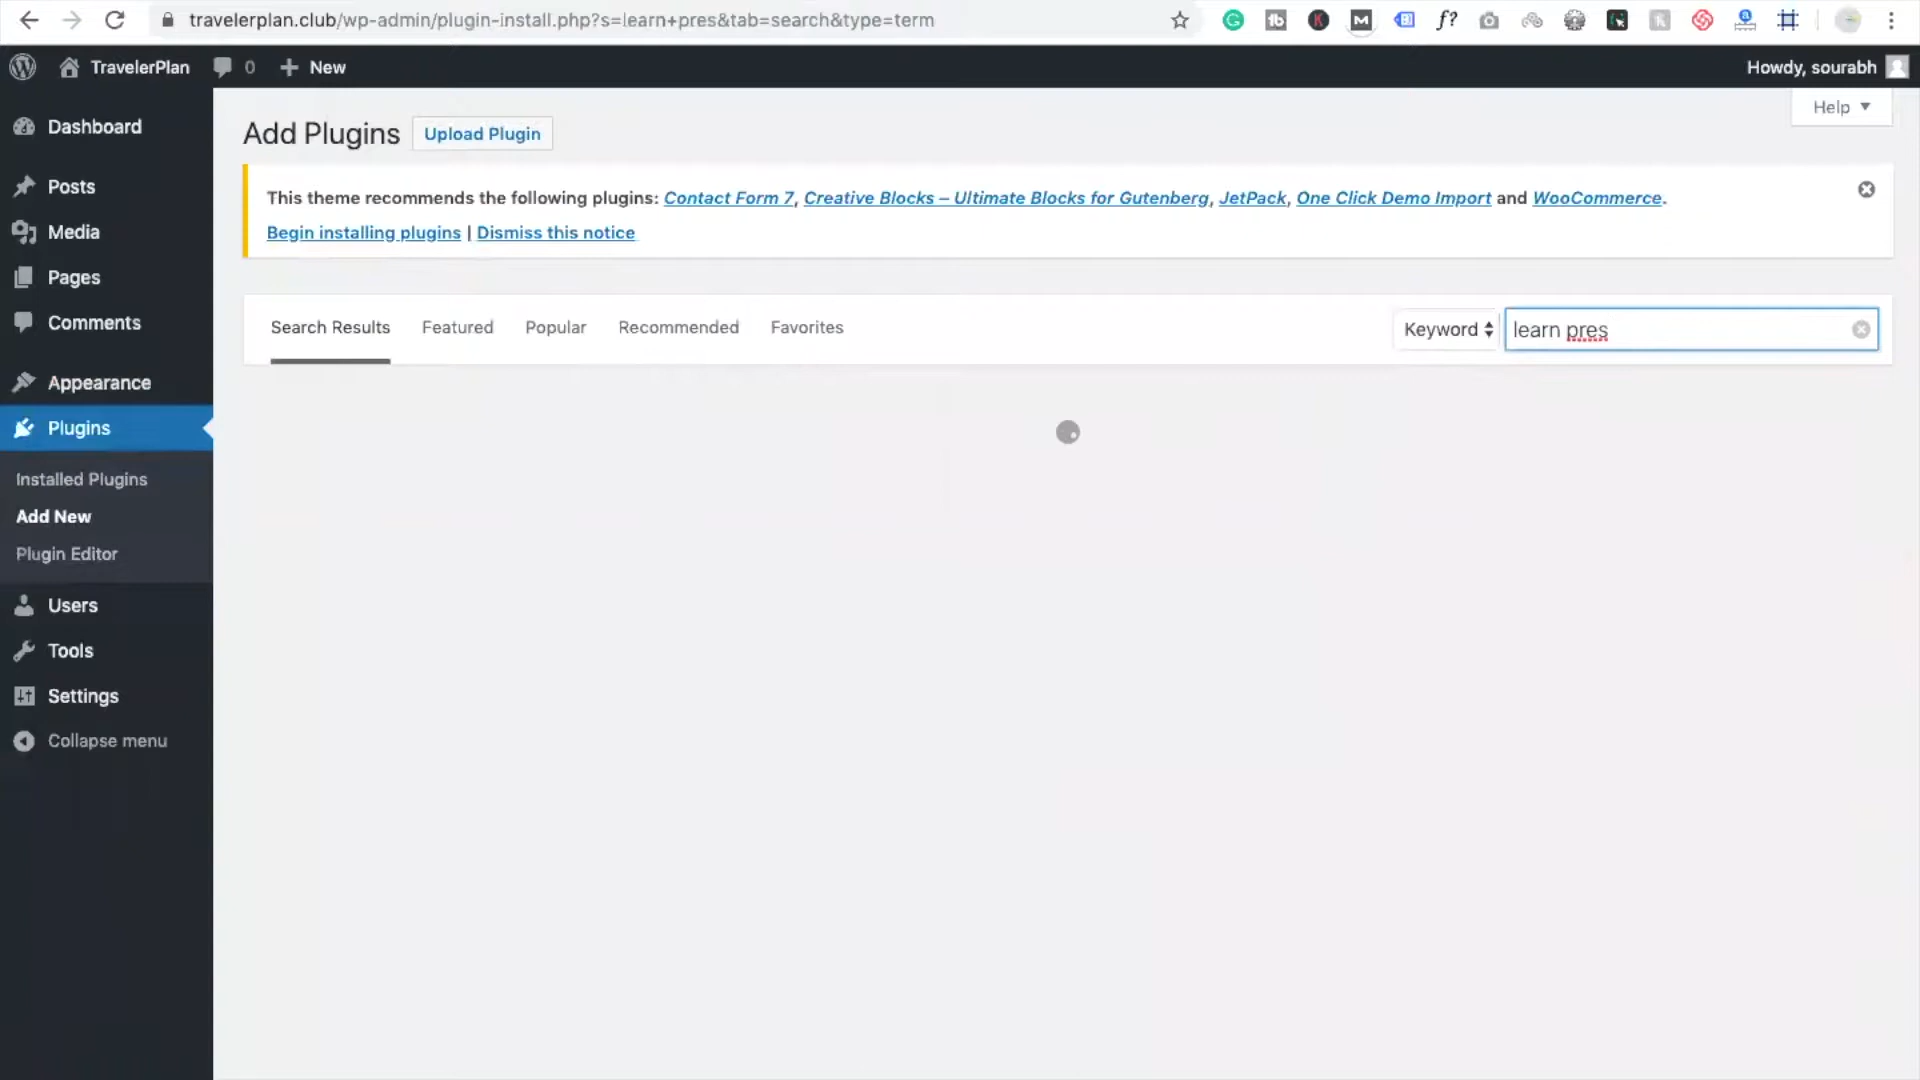 travelerplan.club/wp-admin/plugin-install.php?s=learn+pres&tab=search&type=term
TravelerPlan 0 New Howdy, sourabh
Help
Dashboard
Posts
Media
Pages
Comments
Appearance
Plugins
Installed Plugins
Add New
Plugin Editor
Users
Tools
Settings
Collapse menu
Add Plugins Upload Plugin
This theme recommends the following plugins: Contact Form 7, Creative Blocks – Ultimate Blocks for Gutenberg, JetPack, One Click Demo Import and WooCommerce.
Begin installing plugins | Dismiss this notice
Search Results Featured Popular Recommended Favorites Keyword learn pres